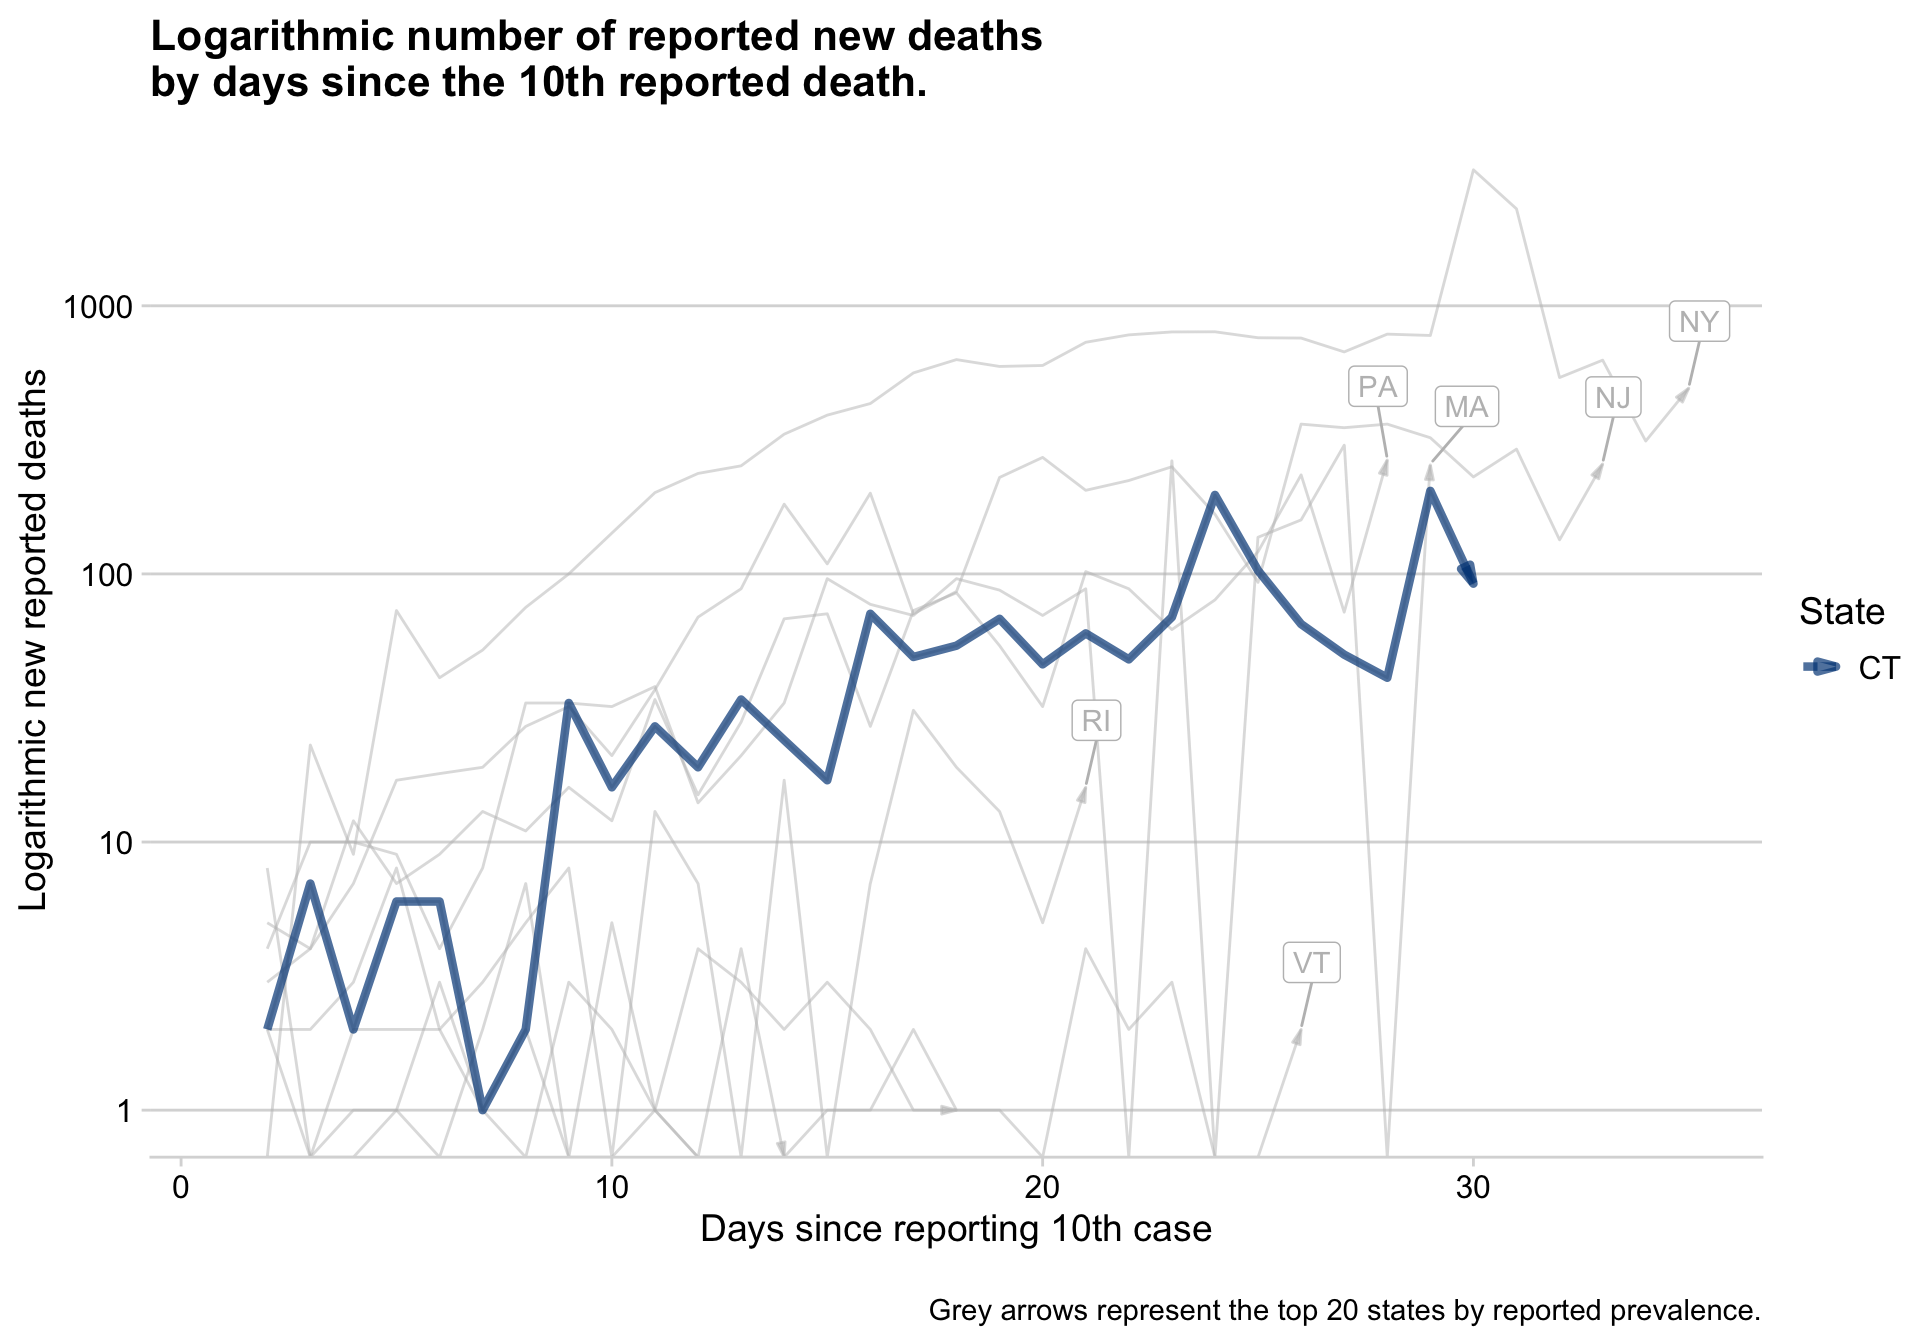 Logarithmic number of reported new deaths
by days since the 10th reported death.
Logarithmic new reported deaths
1000
100
10
1
NY
PA
MA
NJ
RI
VT
State
CT
0
10
20
30
Days since reporting 10th case
Grey arrows represent the top 20 states by reported prevalence.